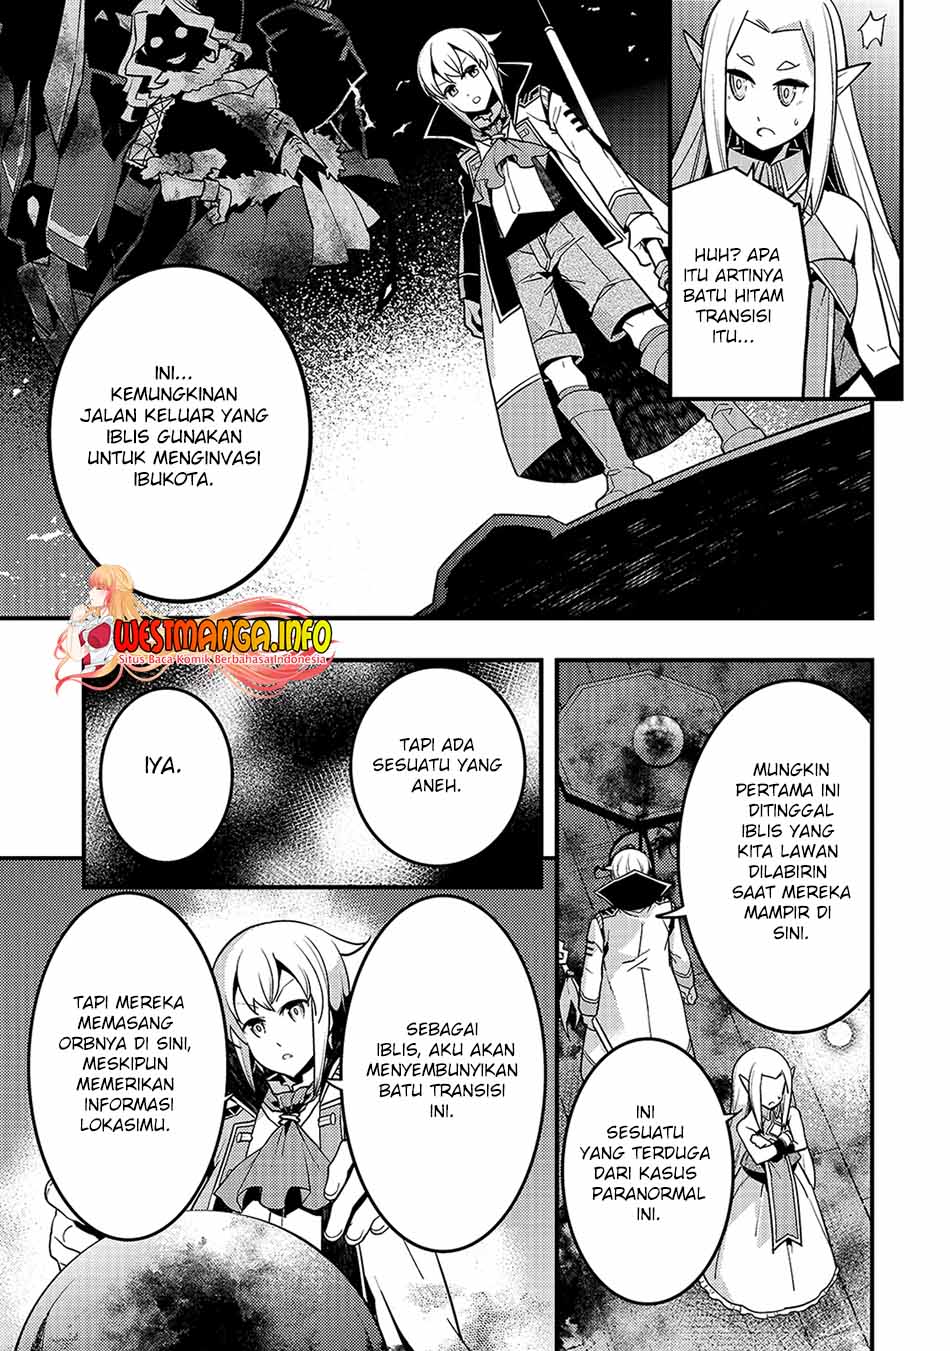 HUH? APA
ITU ARTINYA
BATU HITAM
TRANSISI
ITU...
INI...
KEMUNGKINAN
JALAN KELUAR YANG
IBLIS GUNAKAN
UNTUK MENGINVASI
IBUKOTA.
WESTMANGA.INFO
Situs Baca Komik Berbahasa Indonesia
MUNGKIN
PERTAMA INI
DITINGGAL
IBLIS YANG
KITA LAWAN
DILABIRIN
SAAT MEREKA
MAMPIR DI
SINI.
INI
SESUATU
YANG TERDUGA
DARI KASUS
PARANORMAL
INI.
TAPI ADA
SESUATU YANG
ANEH.
IYA.
SEBAGAI
IBLIS, AKU AKAN
MENYEMBUNYIKAN
BATU TRANSISI
INI.
TAPI MEREKA
MEMASANG
ORBNYA DI SINI,
MESKIPUN
MEMERIKAN
INFORMASI
LOKASIMU.